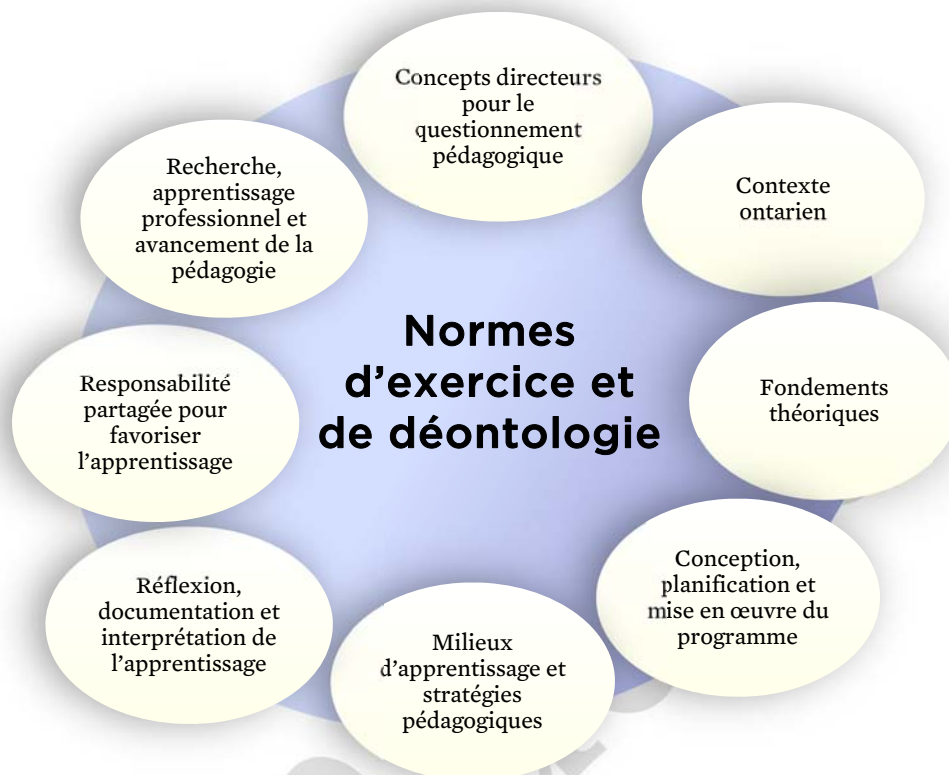 Concepts directeurs
pour le
questionnement
pédagogique
Contexte
ontarien
Fondements
théoriques
Conception,
planification et
mise en œuvre du
programme
Milieux
d'apprentissage et
stratégies
pédagogiques
Réflexion,
documentation et
interprétation de
l'apprentissage
Responsabilité
partagée pour
favoriser
l'apprentissage
Recherche,
apprentissage
professionnel et
avancement de la
pédagogie
Normes
d'exercice et
de déontologie